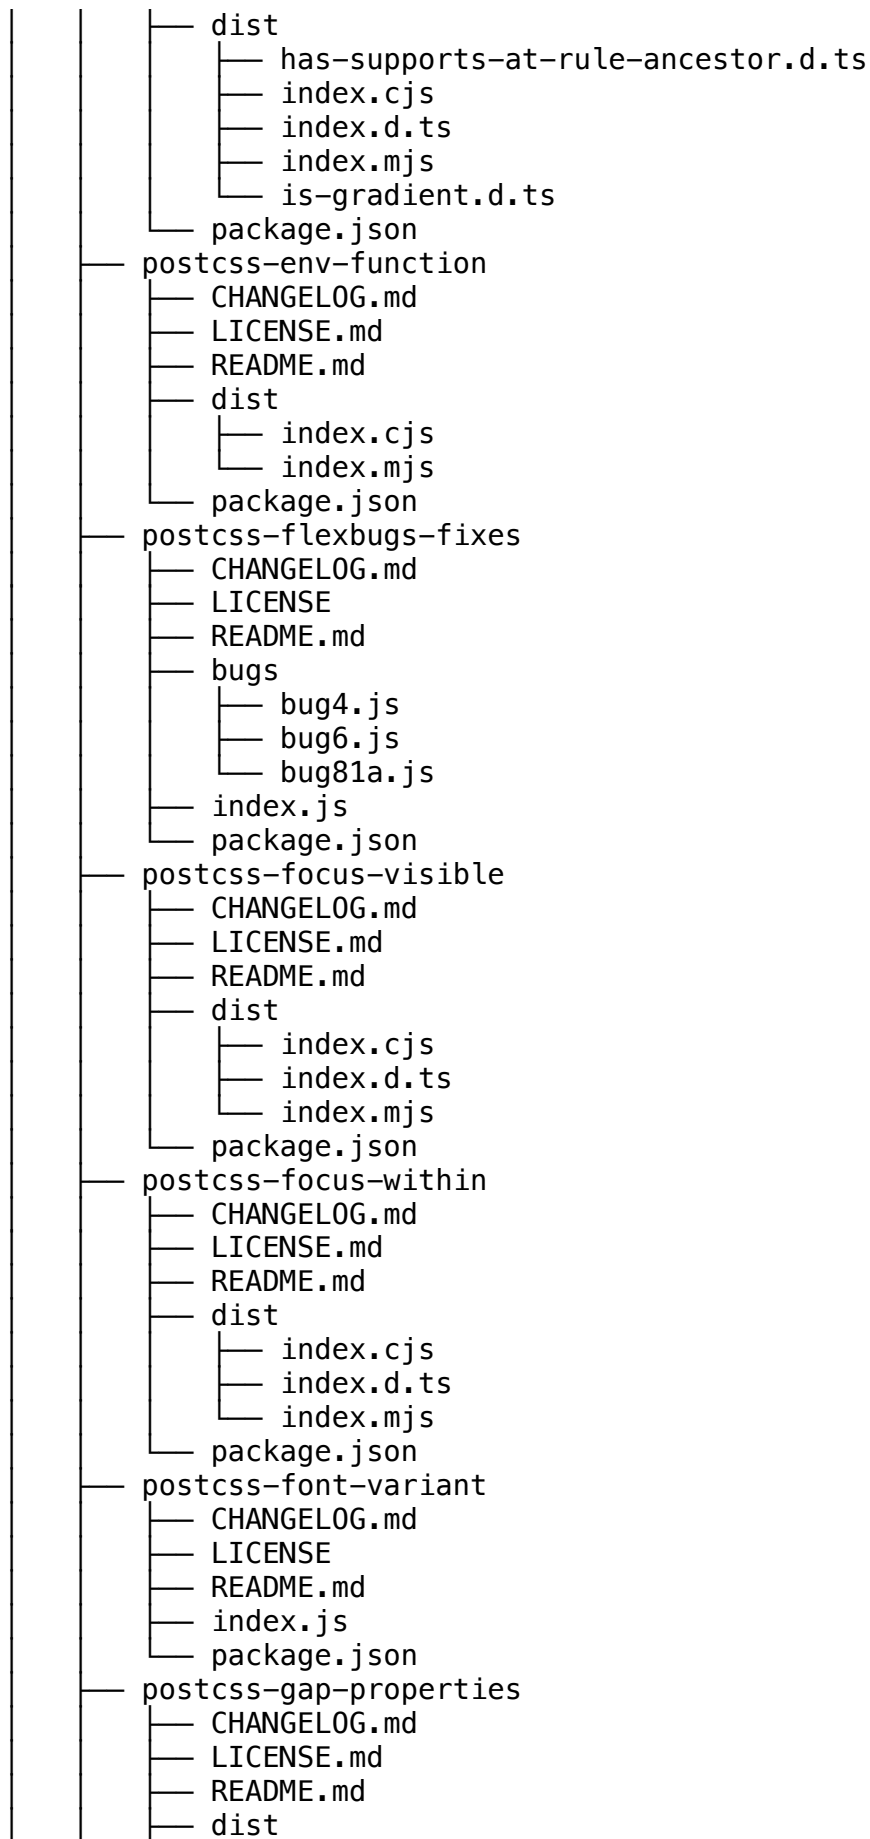 │   │   ├── dist
│   │   │   ├── has-supports-at-rule-ancestor.d.ts
│   │   │   ├── index.cjs
│   │   │   ├── index.d.ts
│   │   │   ├── index.mjs
│   │   │   └── is-gradient.d.ts
│   │   └── package.json
│   ├── postcss-env-function
│   │   ├── CHANGELOG.md
│   │   ├── LICENSE.md
│   │   ├── README.md
│   │   ├── dist
│   │   │   ├── index.cjs
│   │   │   └── index.mjs
│   │   └── package.json
│   ├── postcss-flexbugs-fixes
│   │   ├── CHANGELOG.md
│   │   ├── LICENSE
│   │   ├── README.md
│   │   ├── bugs
│   │   │   ├── bug4.js
│   │   │   ├── bug6.js
│   │   │   └── bug81a.js
│   │   ├── index.js
│   │   └── package.json
│   ├── postcss-focus-visible
│   │   ├── CHANGELOG.md
│   │   ├── LICENSE.md
│   │   ├── README.md
│   │   ├── dist
│   │   │   ├── index.cjs
│   │   │   ├── index.d.ts
│   │   │   └── index.mjs
│   │   └── package.json
│   ├── postcss-focus-within
│   │   ├── CHANGELOG.md
│   │   ├── LICENSE.md
│   │   ├── README.md
│   │   ├── dist
│   │   │   ├── index.cjs
│   │   │   ├── index.d.ts
│   │   │   └── index.mjs
│   │   └── package.json
│   ├── postcss-font-variant
│   │   ├── CHANGELOG.md
│   │   ├── LICENSE
│   │   ├── README.md
│   │   ├── index.js
│   │   └── package.json
│   ├── postcss-gap-properties
│   │   ├── CHANGELOG.md
│   │   ├── LICENSE.md
│   │   ├── README.md
│   │   ├── dist